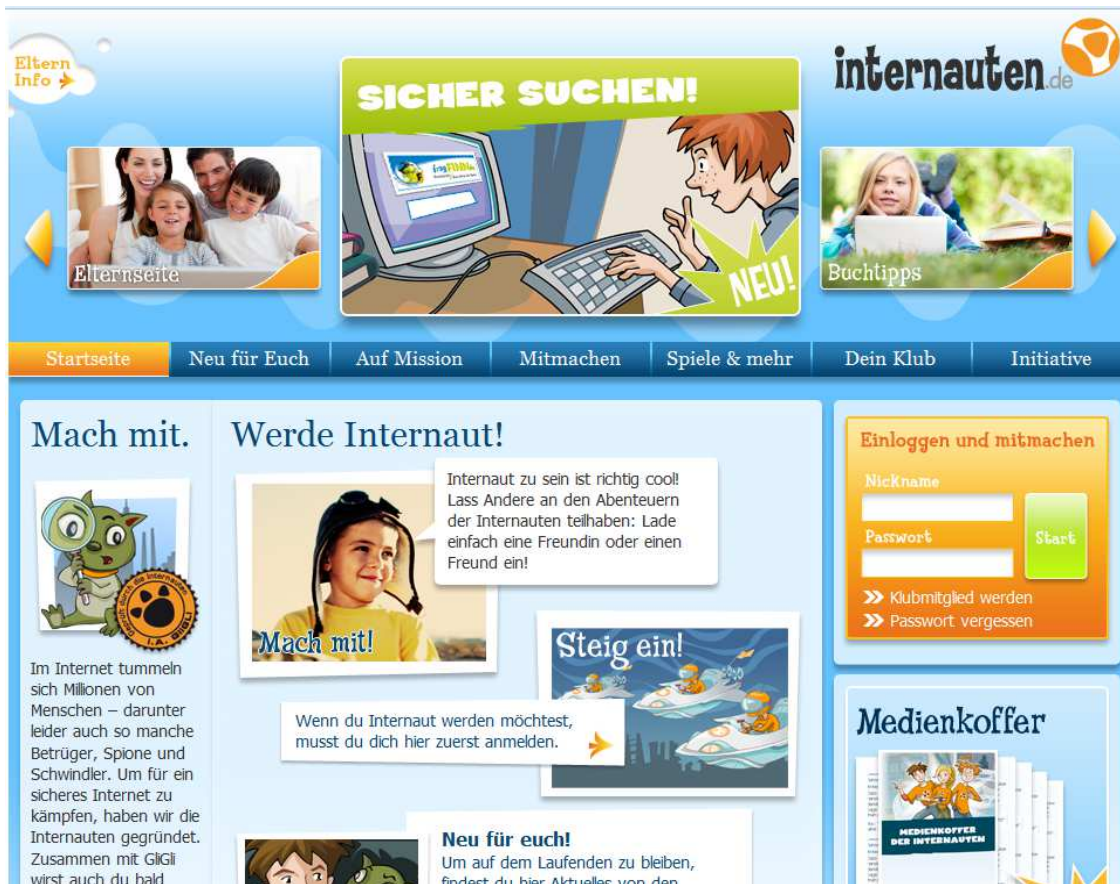 Eltern
Info
SICHER SUCHEN!
internauten.de
NEU!
Elternseite
Buchtipps
Startseite
Neu für Euch
Auf Mission
Mitmachen
Spiele & mehr
Dein Klub
Initiative
Mach mit.
Im Internet tummeln
sich Millionen von
Menschen – darunter
leider auch so manche
Betrüger, Spione und
Schwindler. Um für ein
sicheres Internet zu
kämpfen, haben wir die
Internauten gegründet.
Zusammen mit GliGli
wirst auch du bald
Werde Internaut!
Internaut zu sein ist richtig cool!
Lass Andere an den Abenteuern
der Internauten teilhaben: Lade
einfach eine Freundin oder einen
Freund ein!
Mach mit!
Steig ein!
Wenn du Internaut werden möchtest,
musst du dich hier zuerst anmelden.
Neu für euch!
Um auf dem Laufenden zu bleiben,
findest du hier Aktuelles von den
Einloggen und mitmachen
Nickname
Passwort
Start
Klubmitglied werden
Passwort vergessen
Medienkoffer
MEDIENKOFFER
DER INTERNAUTEN